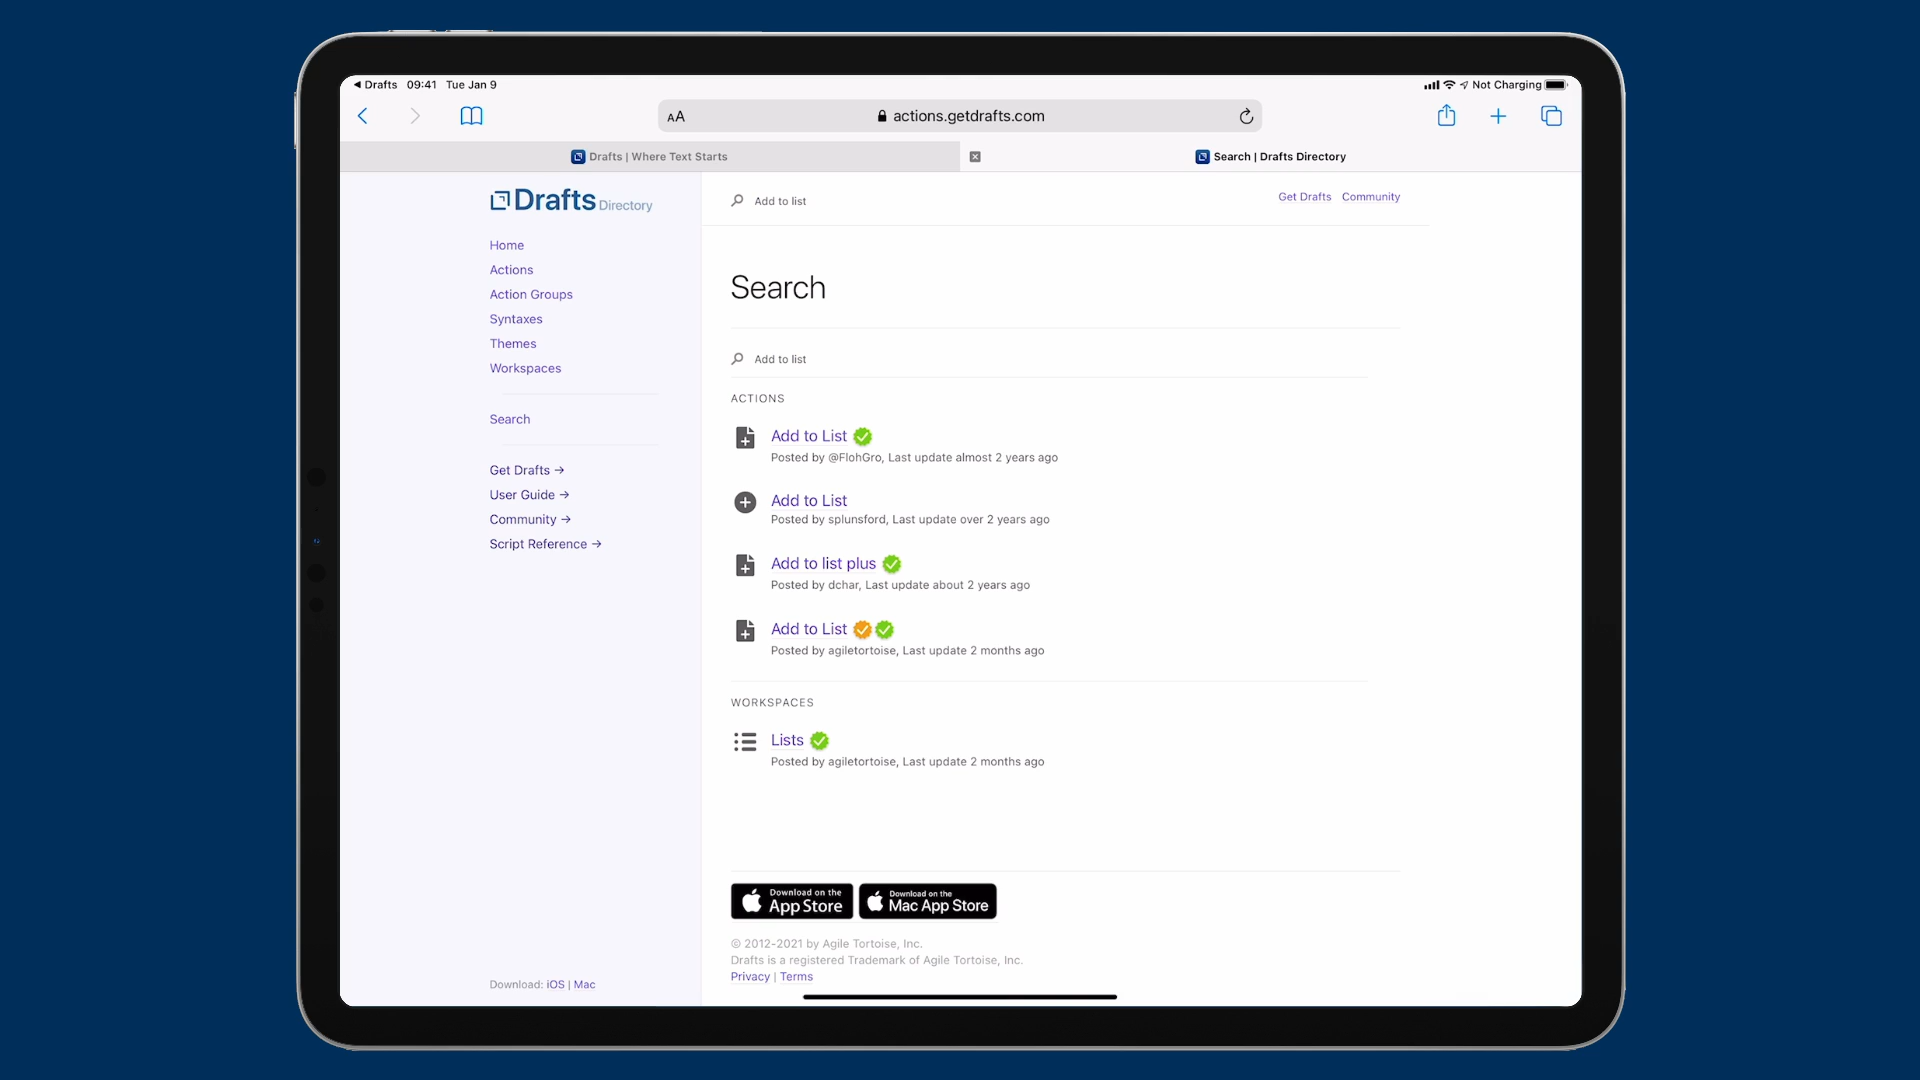 Drafts 09:41 Tue Jan 9
Not Charging
AA
actions.getdrafts.com
Drafts | Where Text Starts
Search | Drafts Directory
Drafts Directory
Home
Actions
Action Groups
Syntaxes
Themes
Workspaces
Search
Get Drafts →
User Guide →
Community →
Script Reference →
Download: iOS | Mac
Add to list
Get Drafts Community
Search
Add to list
ACTIONS
Add to List
Posted by @FlohGro, Last update almost 2 years ago
Add to List
Posted by splunsford, Last update over 2 years ago
Add to list plus
Posted by dchar, Last update about 2 years ago
Add to List
Posted by agiletortoise, Last update 2 months ago
WORKSPACES
Lists
Posted by agiletortoise, Last update 2 months ago
Download on the
App Store
Download on the
Mac App Store
© 2012-2021 by Agile Tortoise, Inc.
Drafts is a registered Trademark of Agile Tortoise, Inc.
Privacy | Terms